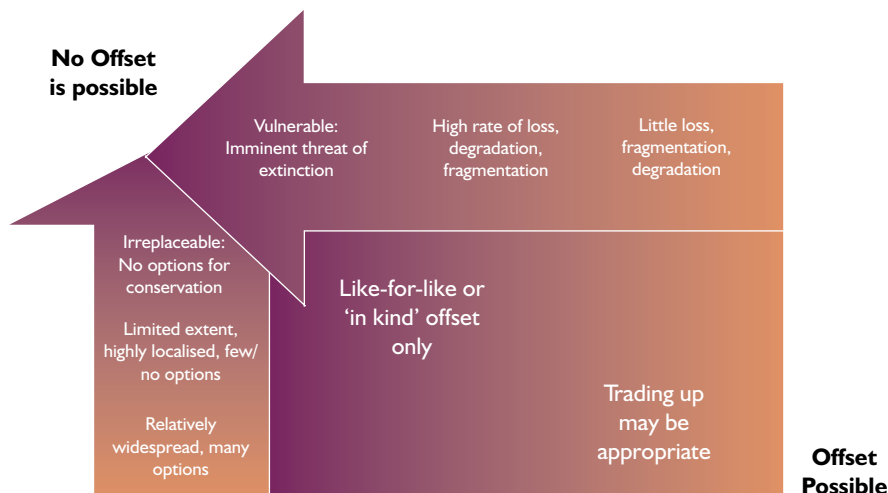 No Offset
is possible
Vulnerable:
Imminent threat of
extinction
High rate of loss,
degradation,
fragmentation
Little loss,
fragmentation,
degradation
Irreplaceable:
No options for
conservation
Limited extent,
highly localised, few/
no options
Relatively
widespread, many
options
Like-for-like or
‘in kind’ offset
only
Trading up
may be
appropriate
Offset
Possible